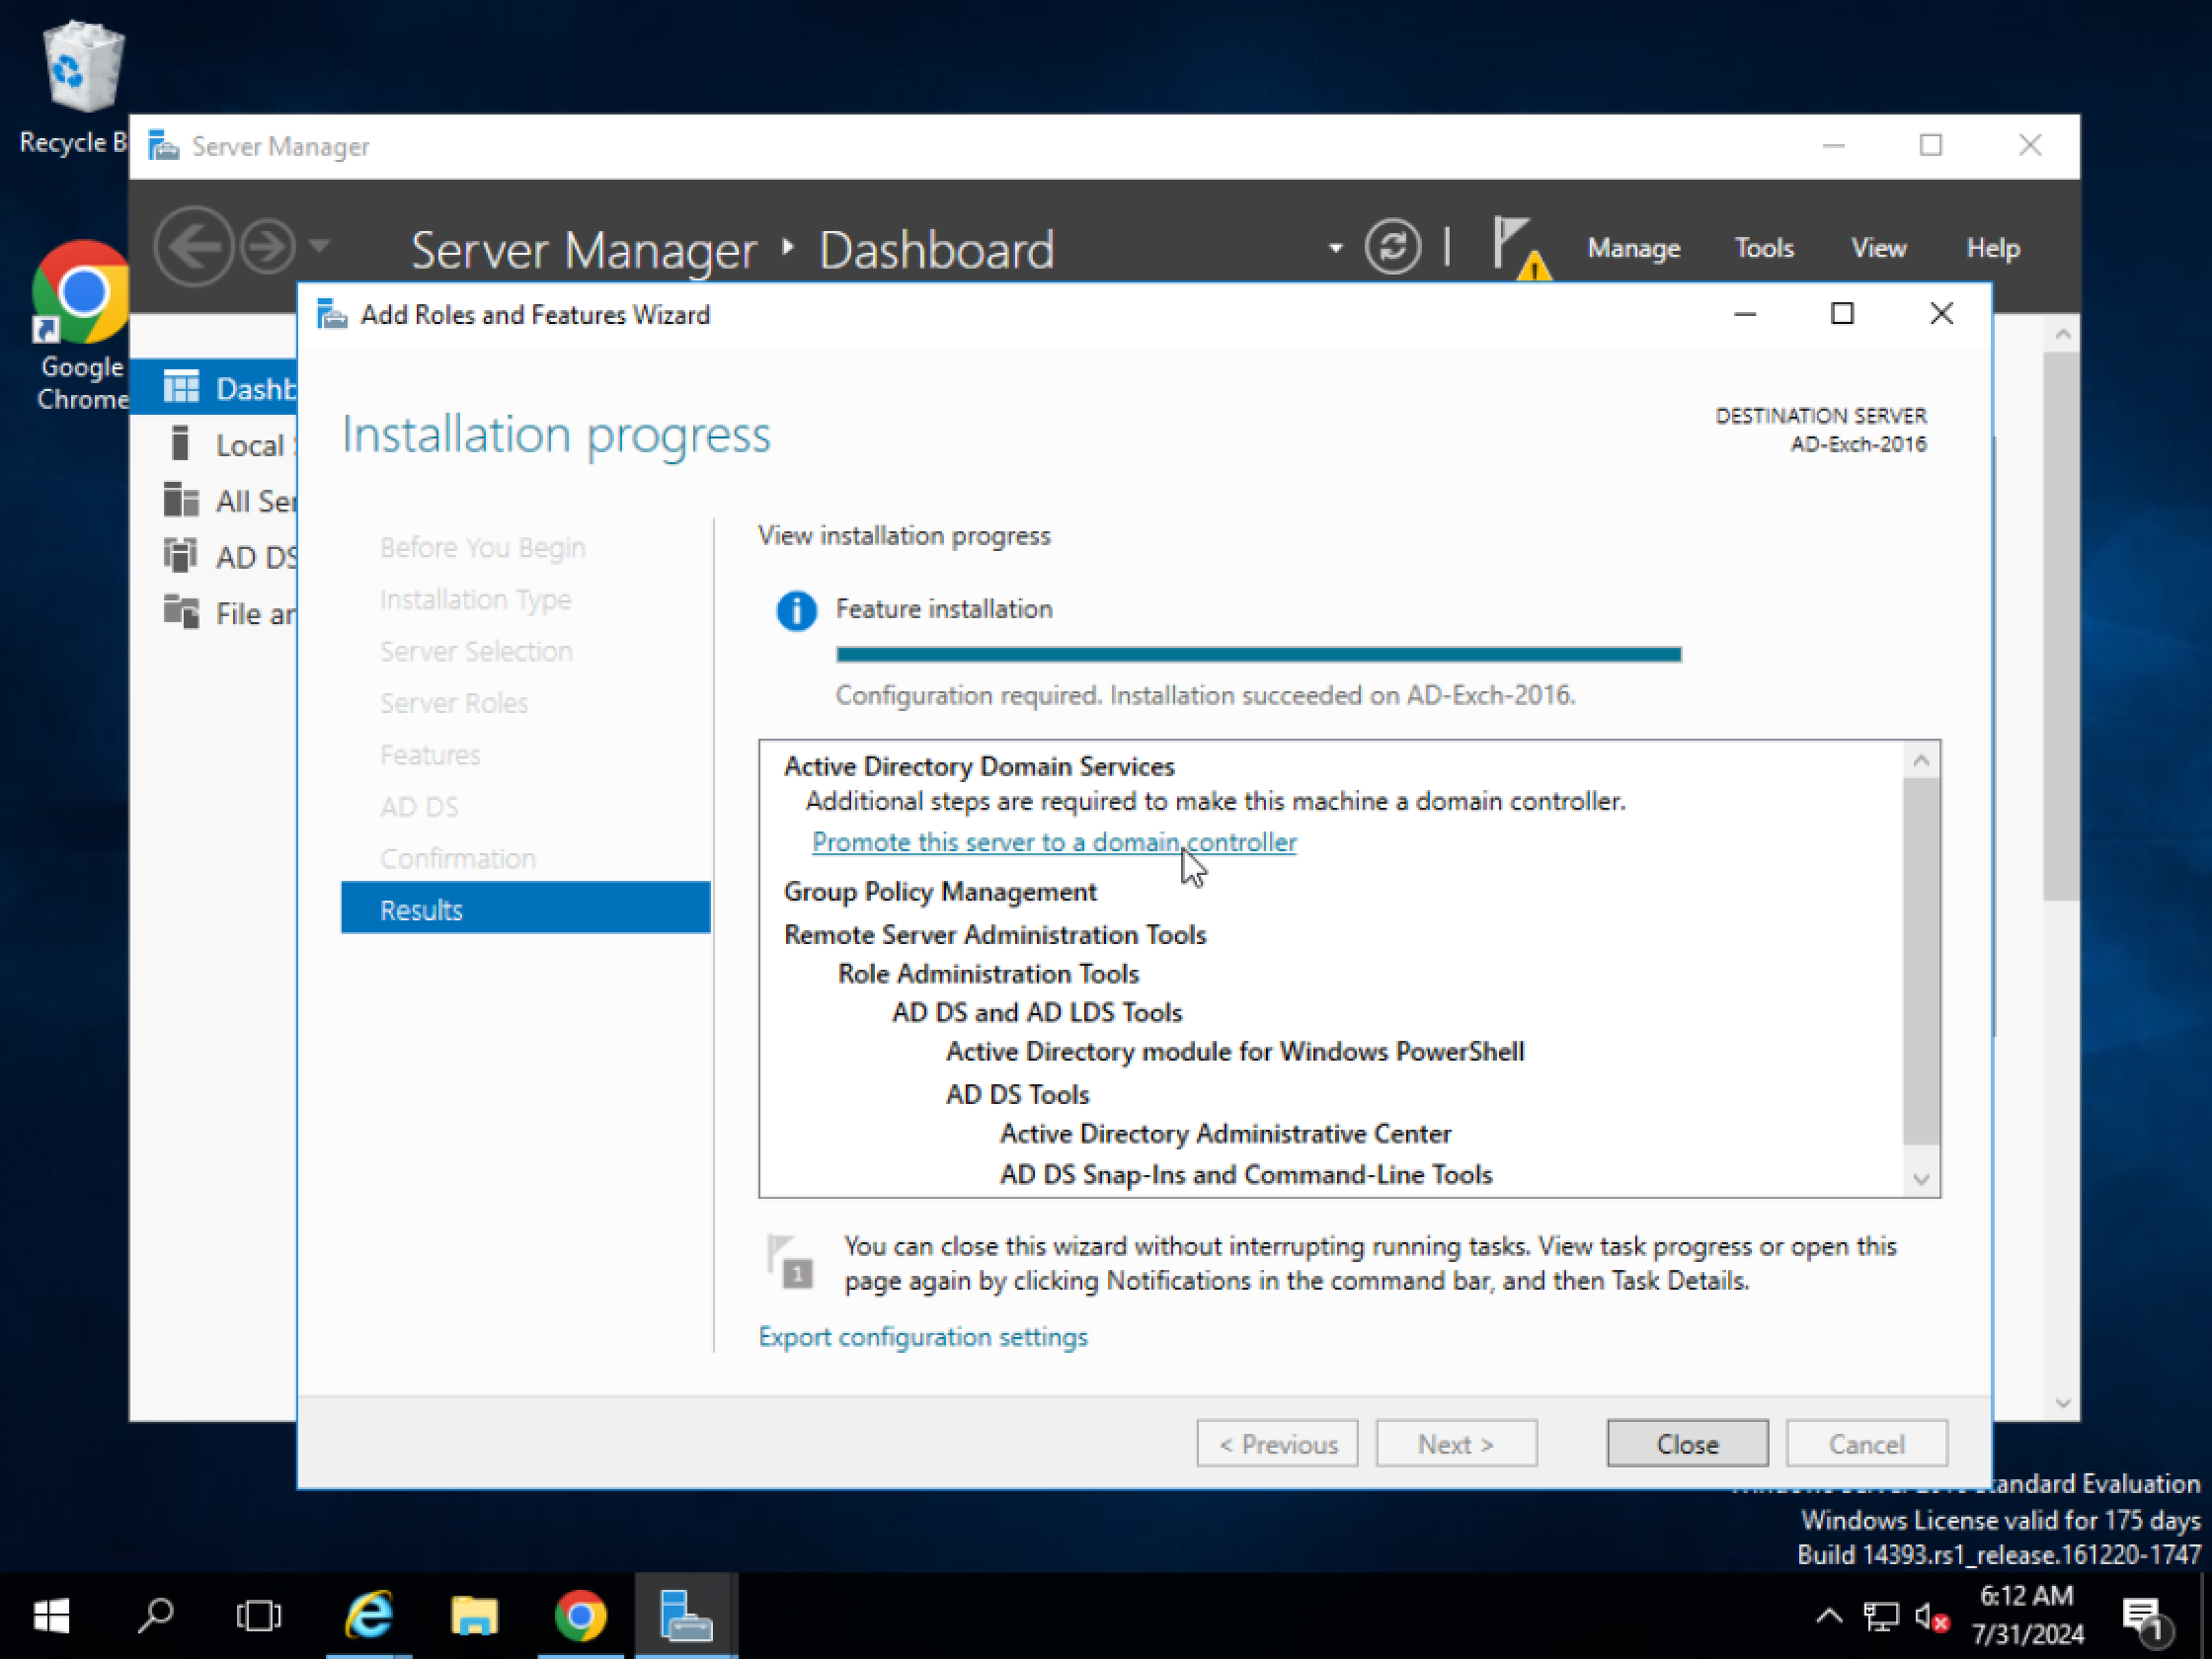 Recycle B
Server Manager
Server Manager
Dashboard
Manage
Tools
View
Help
Google
Chrome
Add Roles and Features Wizard
Dashb
Local
All Ser
AD DS
File an
Installation progress
DESTINATION SERVER
AD-Exch-2016
Before You Begin
Installation Type
Server Selection
Server Roles
Features
AD DS
Confirmation
Results
View installation progress
Feature installation
Configuration required. Installation succeeded on AD-Exch-2016.
Active Directory Domain Services
Additional steps are required to make this machine a domain controller.
Promote this server to a domain controller
Group Policy Management
Remote Server Administration Tools
Role Administration Tools
AD DS and AD LDS Tools
Active Directory module for Windows PowerShell
AD DS Tools
Active Directory Administrative Center
AD DS Snap-Ins and Command-Line Tools
1
You can close this wizard without interrupting running tasks. View task progress or open this
page again by clicking Notifications in the command bar, and then Task Details.
Export configuration settings
< Previous
Next >
Close
Cancel
tandard Evaluation
Windows License valid for 175 days
Build 14393.rs1_release.161220-1747
6:12 AM
7/31/2024
1